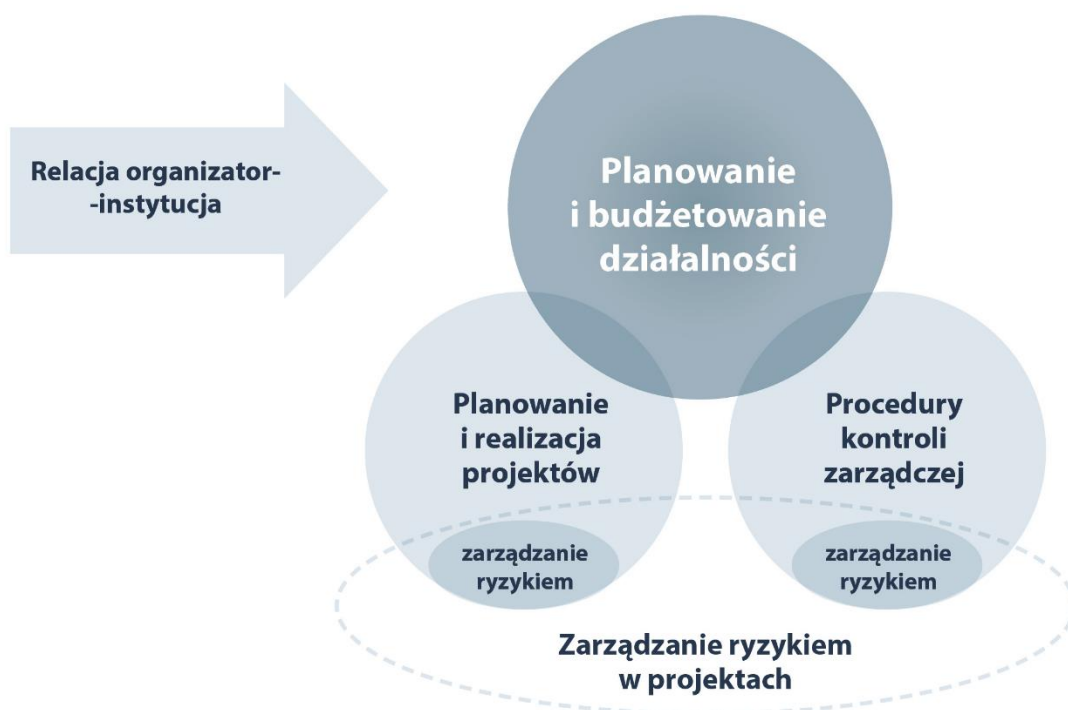 Relacja organizator-
-instytucja
Planowanie
i budżetowanie
działalności
Planowanie
i realizacja
projektów
Procedury
kontroli
zarządczej
zarządzanie
ryzykiem
zarządzanie
ryzykiem
Zarządzanie ryzykiem
w projektach